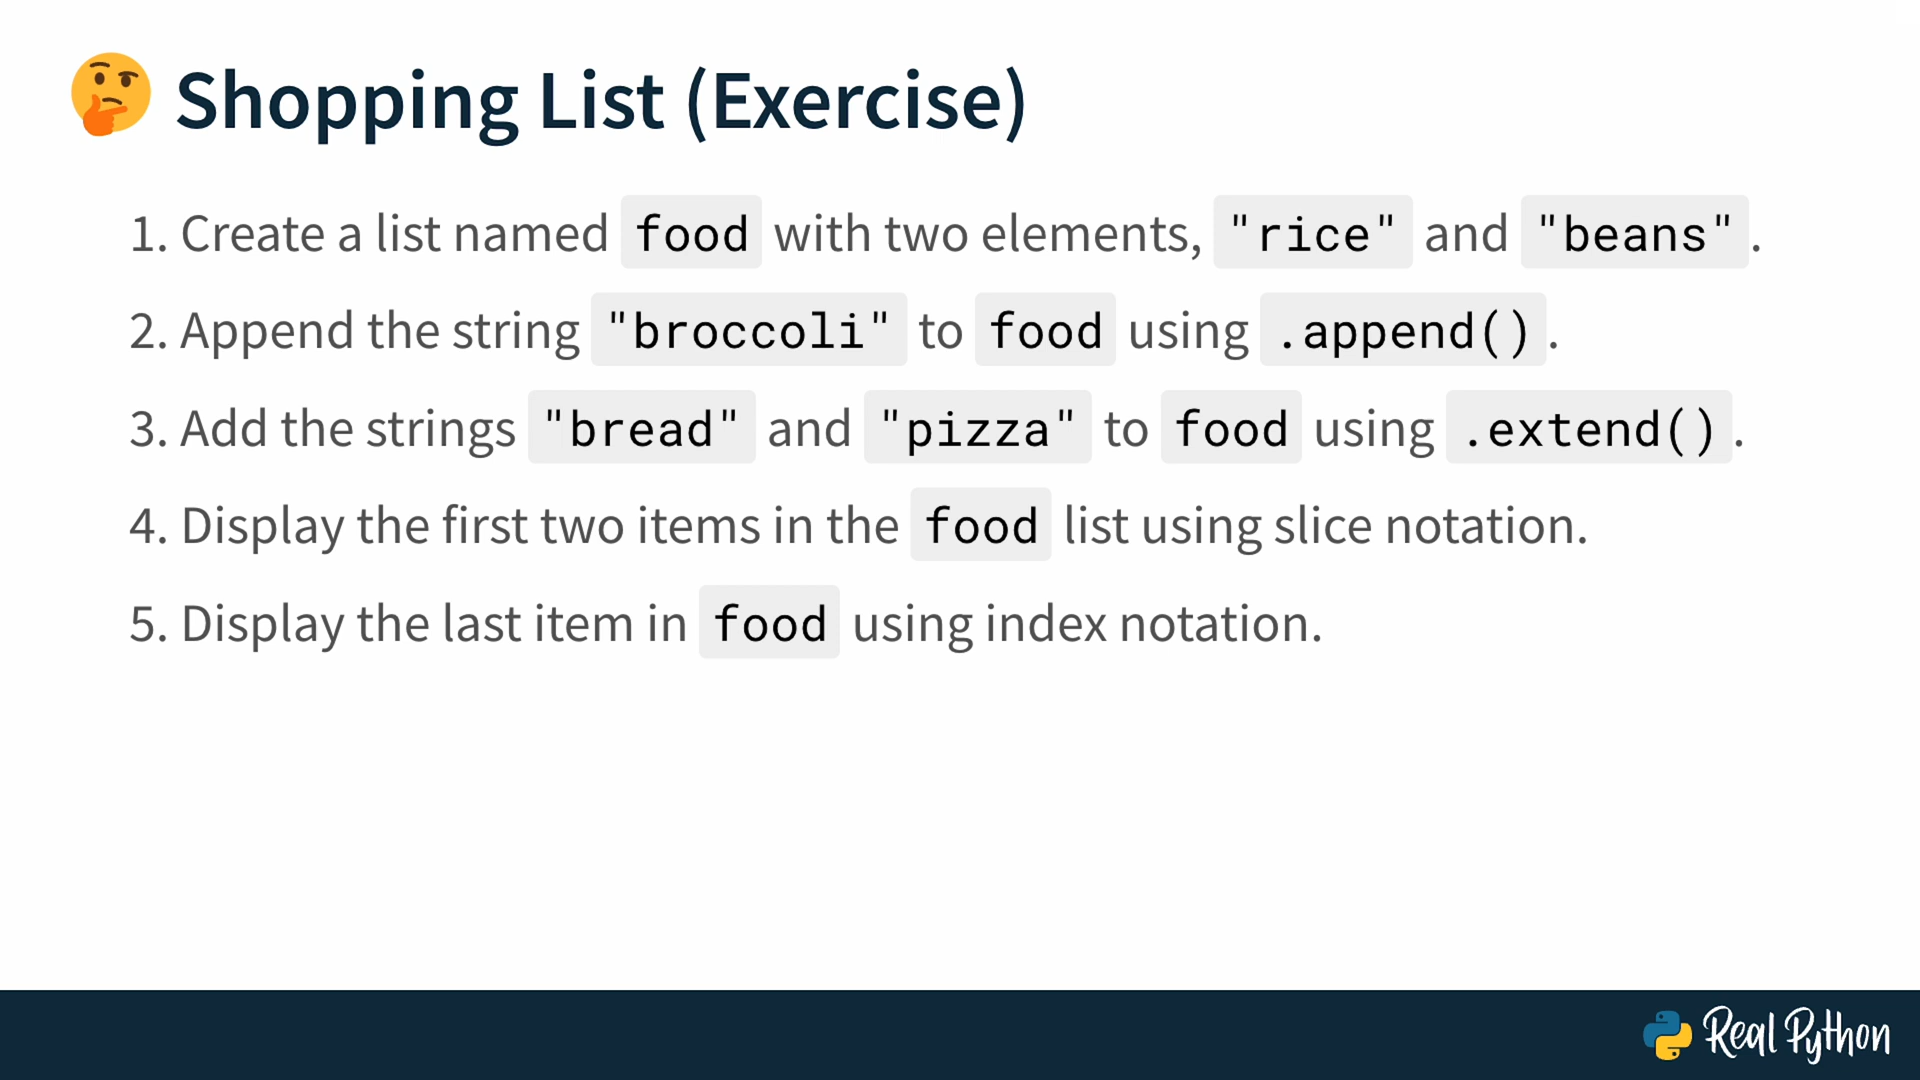 Shopping List (Exercise)
1. Create a list named food with two elements, "rice" and "beans".
2. Append the string "broccoli" to food using .append().
3. Add the strings "bread" and "pizza" to food using .extend().
4. Display the first two items in the food list using slice notation.
5. Display the last item in food using index notation.
Real Python